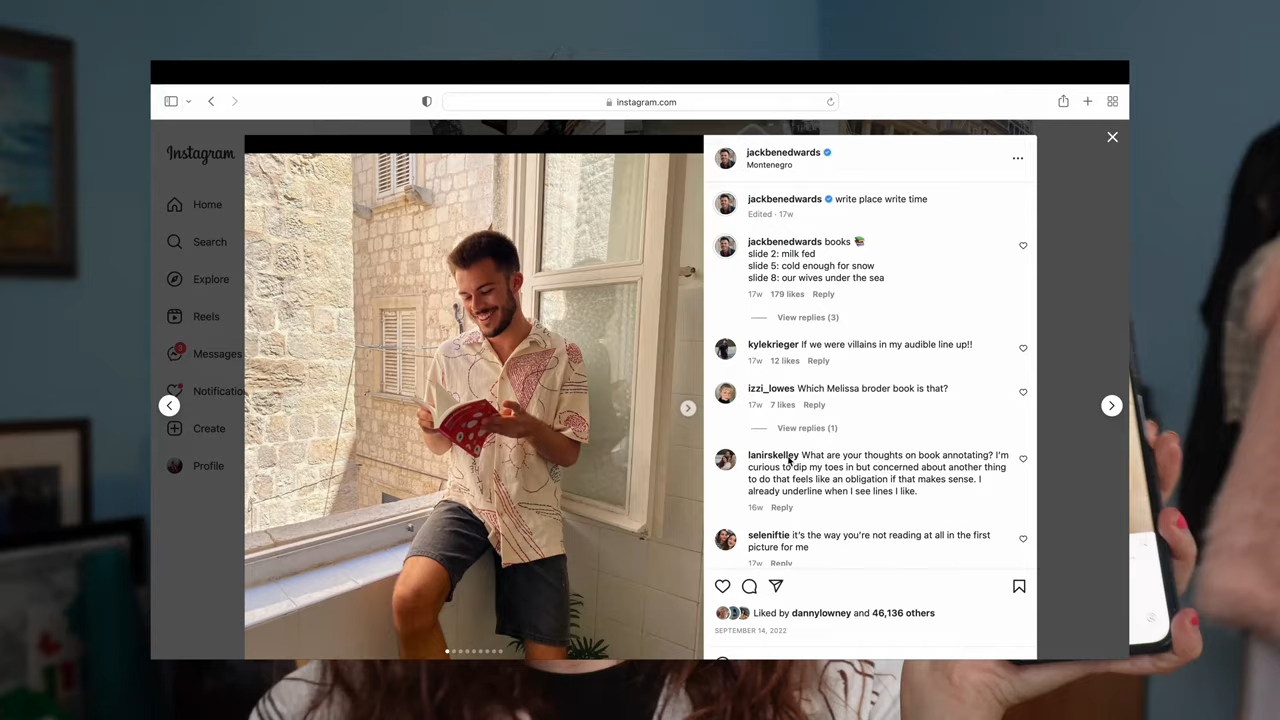 instagram.com
Instagram
Home
Search
Explore
Reels
3
Messages
Notificatio
Create
Profile
jackbenedwards
Montenegro
jackbenedwards write place write time
Edited · 17w
jackbenedwards books 📚
slide 2: milk fed
slide 5: cold enough for snow
slide 8: our wives under the sea
17w 179 likes Reply
View replies (3)
kylekrieger If we were villains in my audible line up!!
17w 12 likes Reply
izzi_lowes Which Melissa broder book is that?
17w 7 likes Reply
View replies (1)
lanirskelley What are your thoughts on book annotating? I'm
curious to dip my toes in but concerned about another thing
to do that feels like an obligation if that makes sense. I
already underline when I see lines I like.
16w Reply
seleniftie it's the way you're not reading at all in the first
picture for me
17w Reply
Liked by dannylowney and 46,136 others
SEPTEMBER 14, 2022